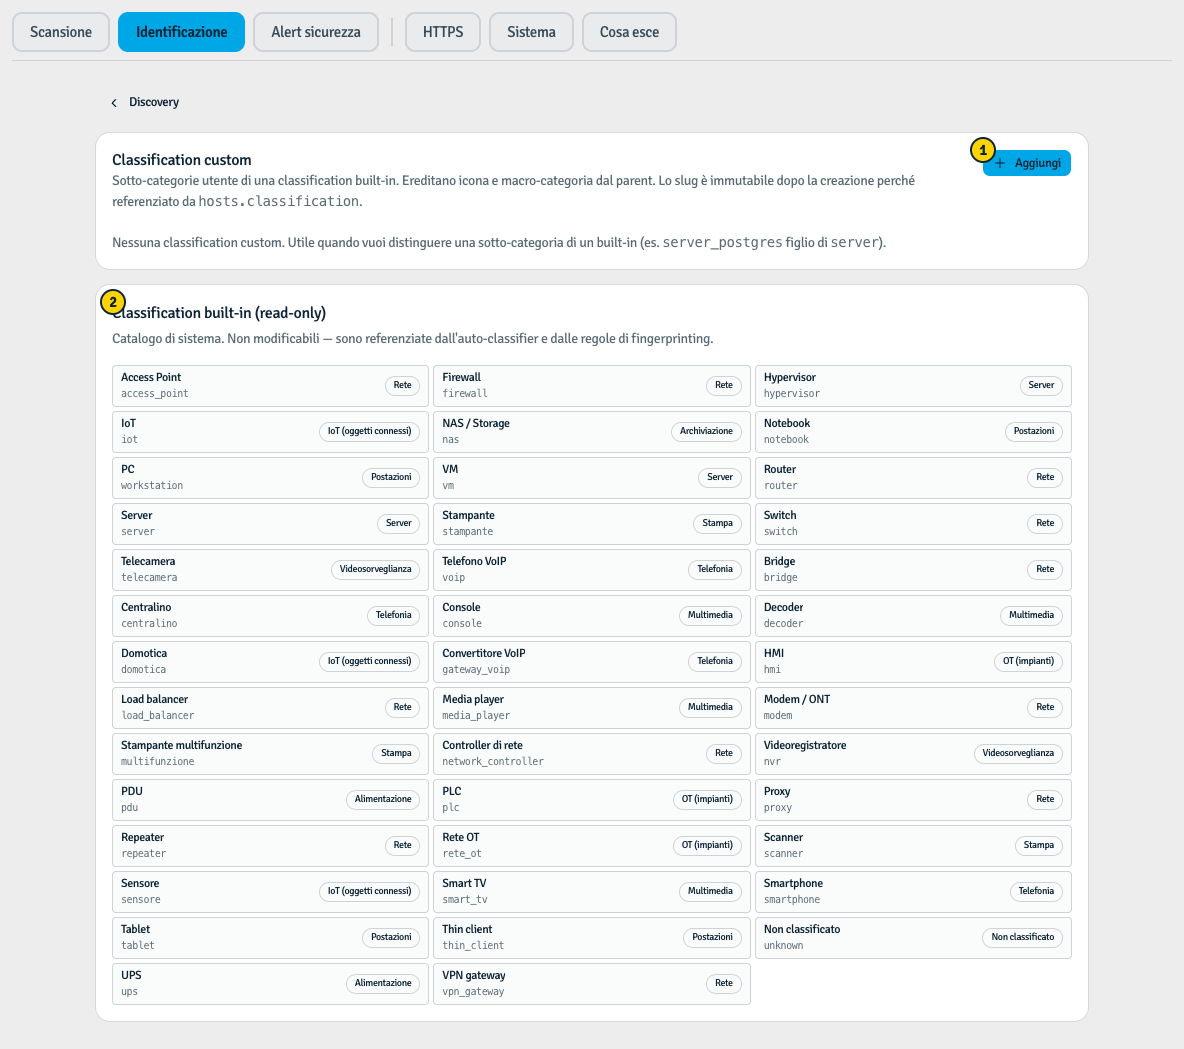 Scansione
Identificazione
Alert sicurezza
HTTPS
Sistema
Cosa esce
Discovery
1
Classification custom
Aggiungi
Sotto-categorie utente di una classification built-in. Ereditano icona e macro-categoria dal parent. Lo slug è immutabile dopo la creazione perché
referenziato da hosts.classification.
Nessuna classification custom. Utile quando vuoi distinguere una sotto-categoria di un built-in (es. server_postgres figlio di server).
2
Classification built-in (read-only)
Catalogo di sistema. Non modificabili — sono referenziate dall'auto-classifier e dalle regole di fingerprinting.
Access Point
access_point
Rete
Firewall
firewall
Rete
Hypervisor
hypervisor
Server
IoT
iot
IoT (oggetti connessi)
NAS / Storage
nas
Archiviazione
Notebook
notebook
Postazioni
PC
workstation
Postazioni
VM
vm
Server
Router
router
Rete
Server
server
Server
Stampante
stampante
Stampa
Switch
switch
Rete
Telecamera
telecamera
Videosorveglianza
Telefono VoIP
voip
Telefonia
Bridge
bridge
Rete
Centralino
centralino
Telefonia
Console
console
Multimedia
Decoder
decoder
Multimedia
Domotica
domotica
IoT (oggetti connessi)
Convertitore VoIP
gateway_voip
Telefonia
HMI
hmi
OT (impianti)
Load balancer
load_balancer
Rete
Media player
media_player
Multimedia
Modem / ONT
modem
Rete
Stampante multifunzione
multifunzione
Stampa
Controller di rete
network_controller
Rete
Videoregistratore
nvr
Videosorveglianza
PDU
pdu
Alimentazione
PLC
plc
OT (impianti)
Proxy
proxy
Rete
Repeater
repeater
Rete
Rete OT
rete_ot
OT (impianti)
Scanner
scanner
Stampa
Sensore
sensore
IoT (oggetti connessi)
Smart TV
smart_tv
Multimedia
Smartphone
smartphone
Telefonia
Tablet
tablet
Postazioni
Thin client
thin_client
Postazioni
Non classificato
unknown
Non classificato
UPS
ups
Alimentazione
VPN gateway
vpn_gateway
Rete